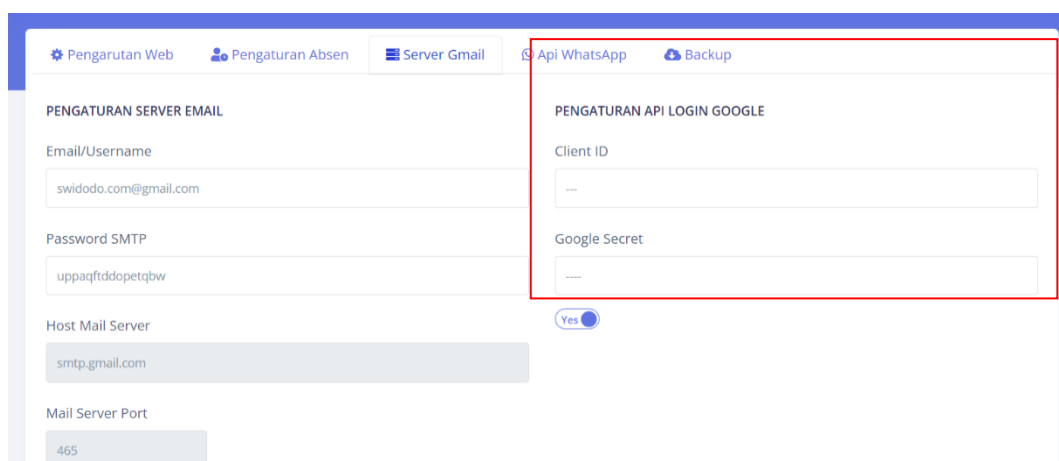 Pengarutan Web Pengaturan Absen Server Gmail Api WhatsApp Backup
PENGATURAN SERVER EMAIL
Email/Username
swidodo.com@gmail.com
Password SMTP
uppaqftddopetqbw
Host Mail Server
smtp.gmail.com
Mail Server Port
465
PENGATURAN API LOGIN GOOGLE
Client ID
---
Google Secret
----
Yes